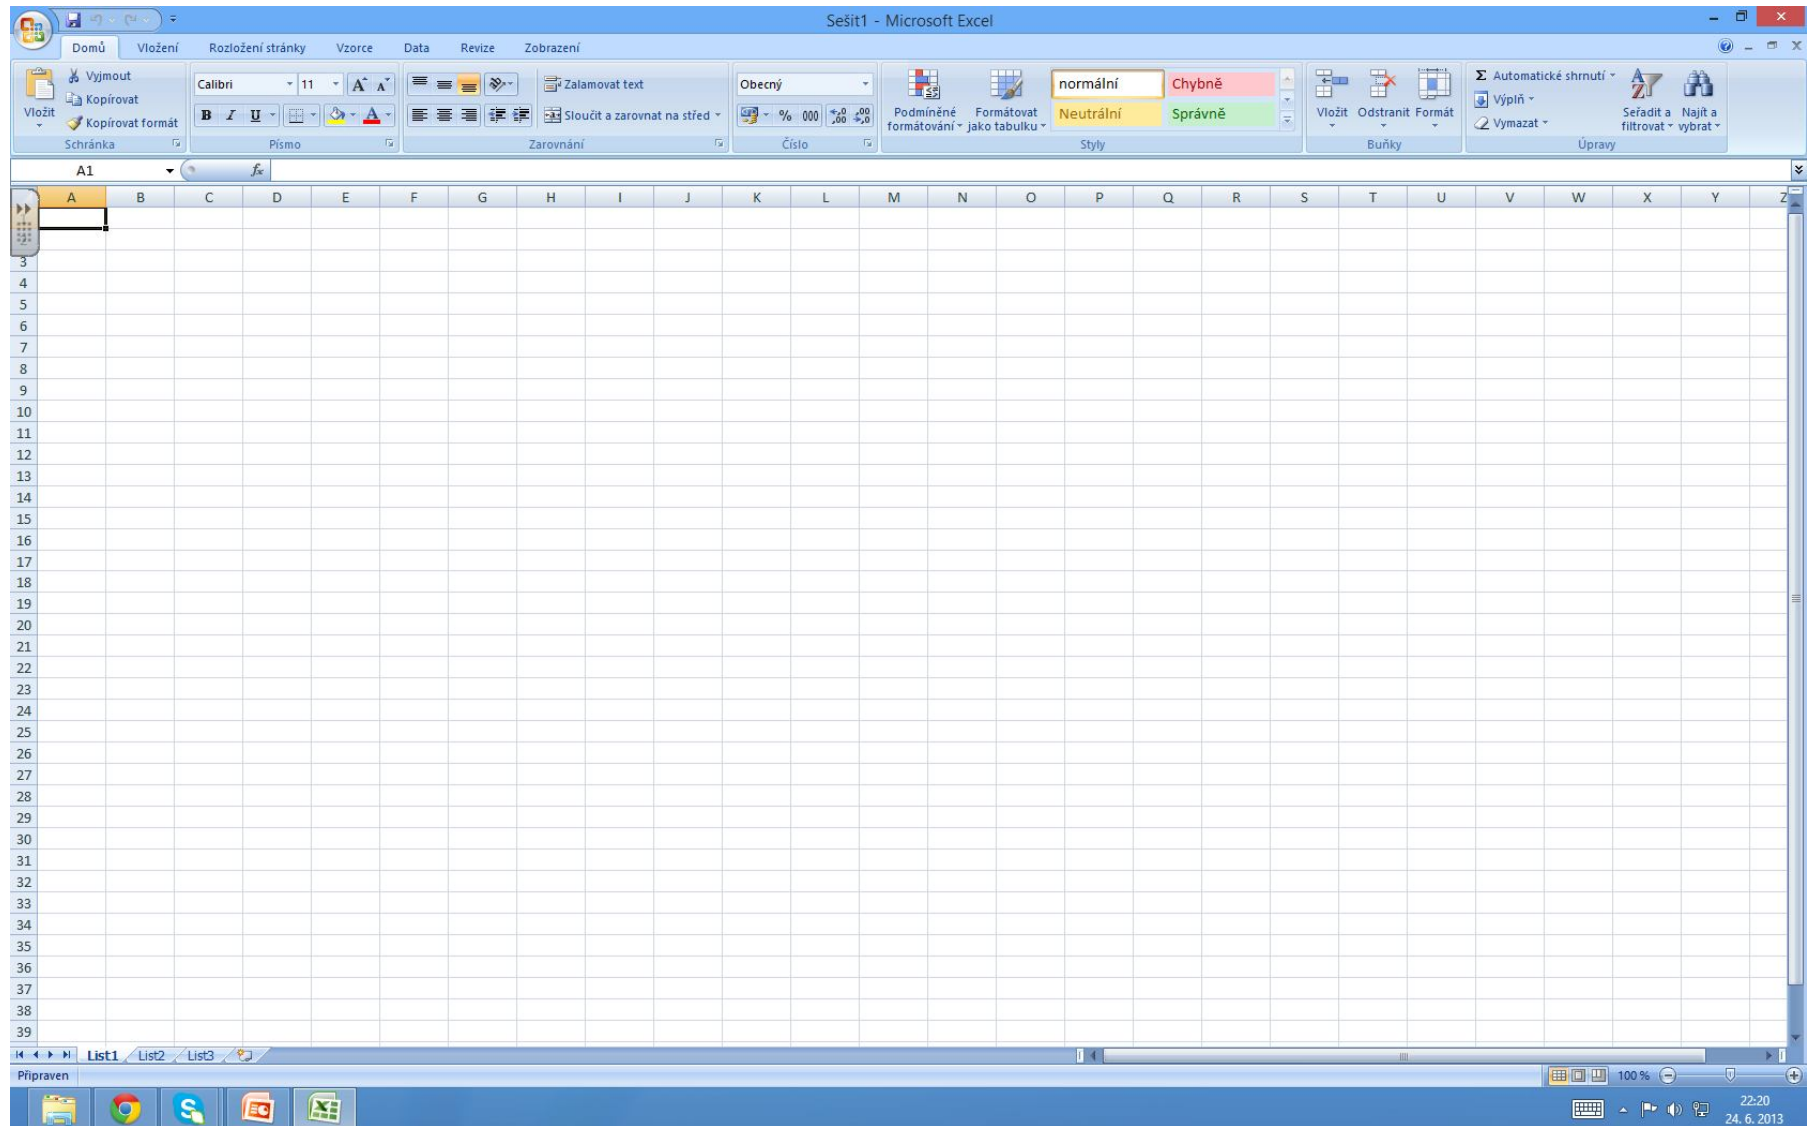 Sešit1 - Microsoft Excel
Domů Vložení Rozložení stránky Vzorce Data Revize Zobrazení
Vložit
Vyjmout
Kopírovat
Kopírovat formát
Schránka
Calibri 11
B I U
Písmo
Zalamovat text
Sloučit a zarovnat na střed
Zarovnání
Obecný
% 000
Číslo
Podmíněné formátování
Formátovat jako tabulku
normální Chybně
Neutrální Správně
Styly
Vložit Odstranit Formát
Buňky
Σ Automatické shrnutí
Výplň
Vymazat
Seřadit a filtrovat
Najít a vybrat
Úpravy
A1 fx
A B C D E F G H I J K L M N O P Q R S T U V W X Y Z
3
4
5
6
7
8
9
10
11
12
13
14
15
16
17
18
19
20
21
22
23
24
25
26
27
28
29
30
31
32
33
34
35
36
37
38
39
List1 List2 List3
Připraven
100 %
22:20
24. 6. 2013